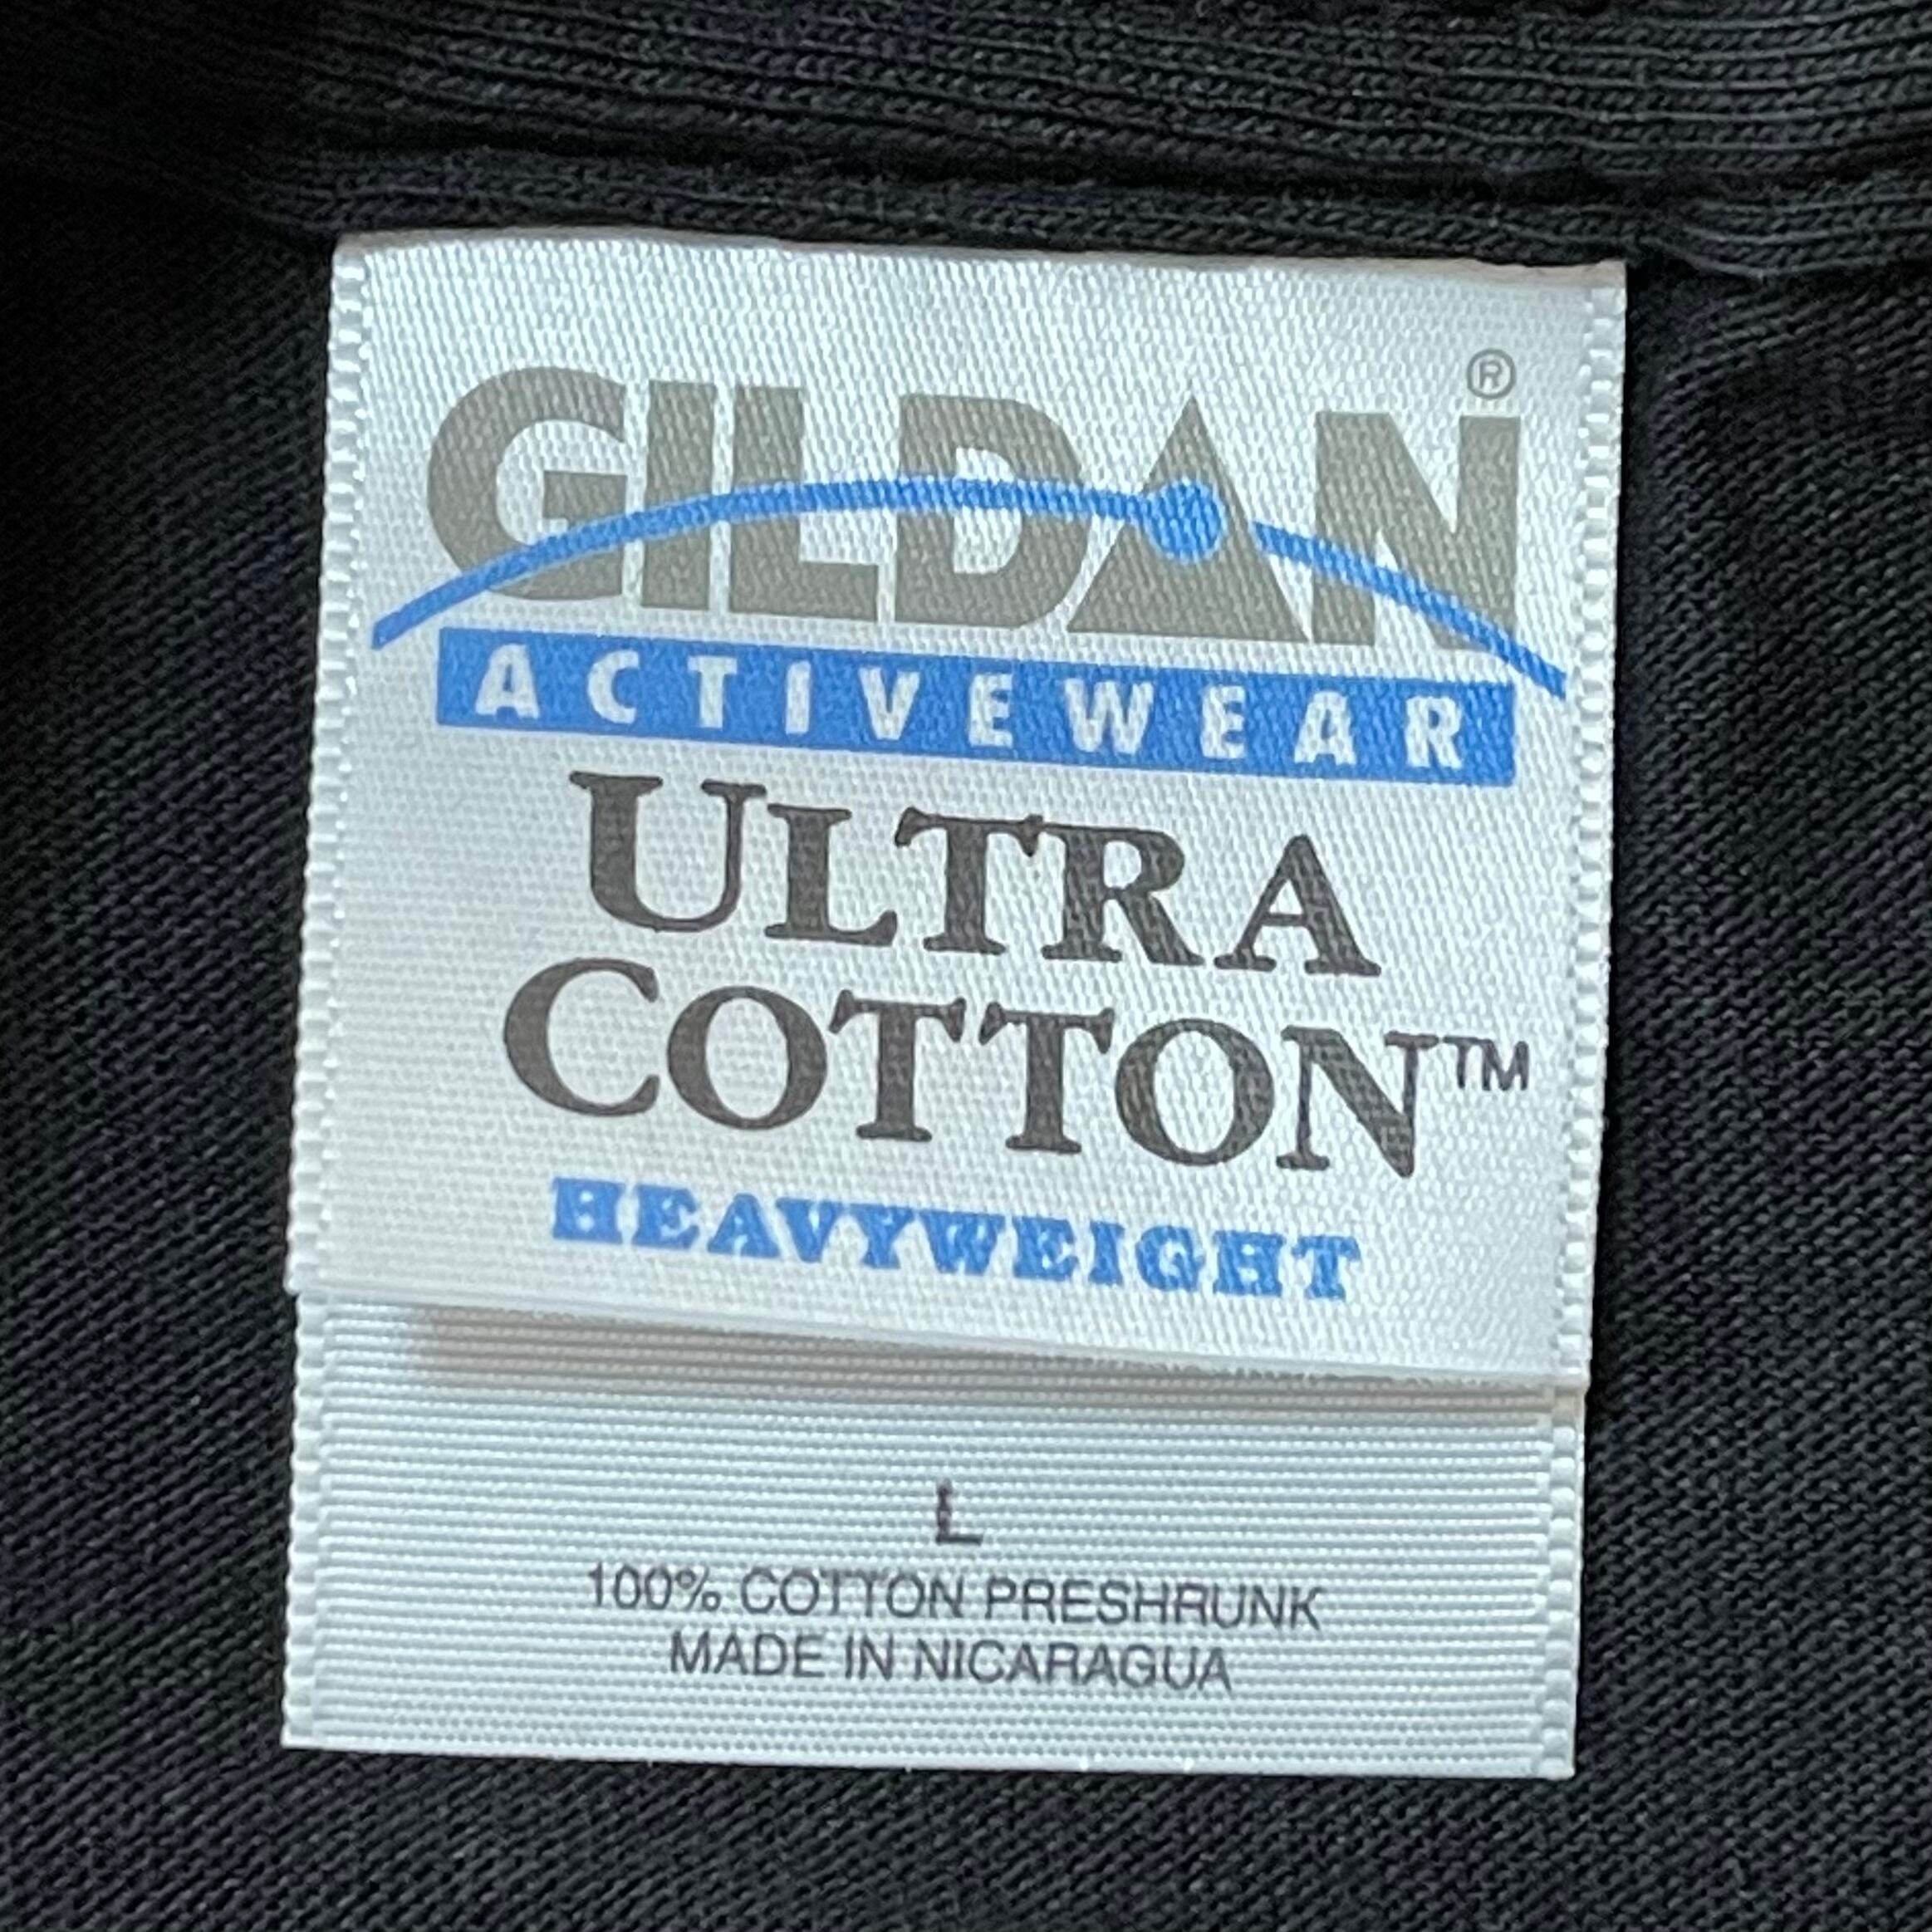 GILDAN®
ACTIVEWEAR
ULTRA
COTTON™
HEAVYWEIGHT
L
100% COTTON PRESHRUNK
MADE IN NICARAGUA